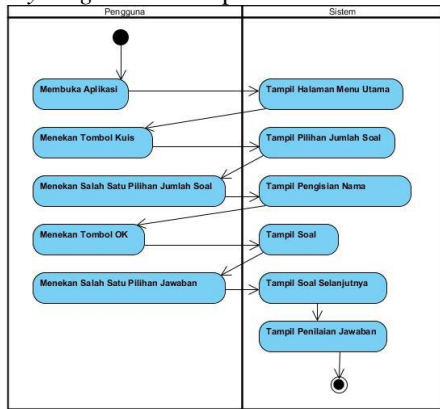 Pengguna
Sistem
Membuka Aplikasi
Tampil Halaman Menu Utama
Menekan Tombol Kuis
Tampil Pilihan Jumlah Soal
Menekan Salah Satu Pilihan Jumlah Soal
Tampil Pengisian Nama
Menekan Tombol OK
Tampil Soal
Menekan Salah Satu Pilihan Jawaban
Tampil Soal Selanjutnya
Tampil Penilaian Jawaban